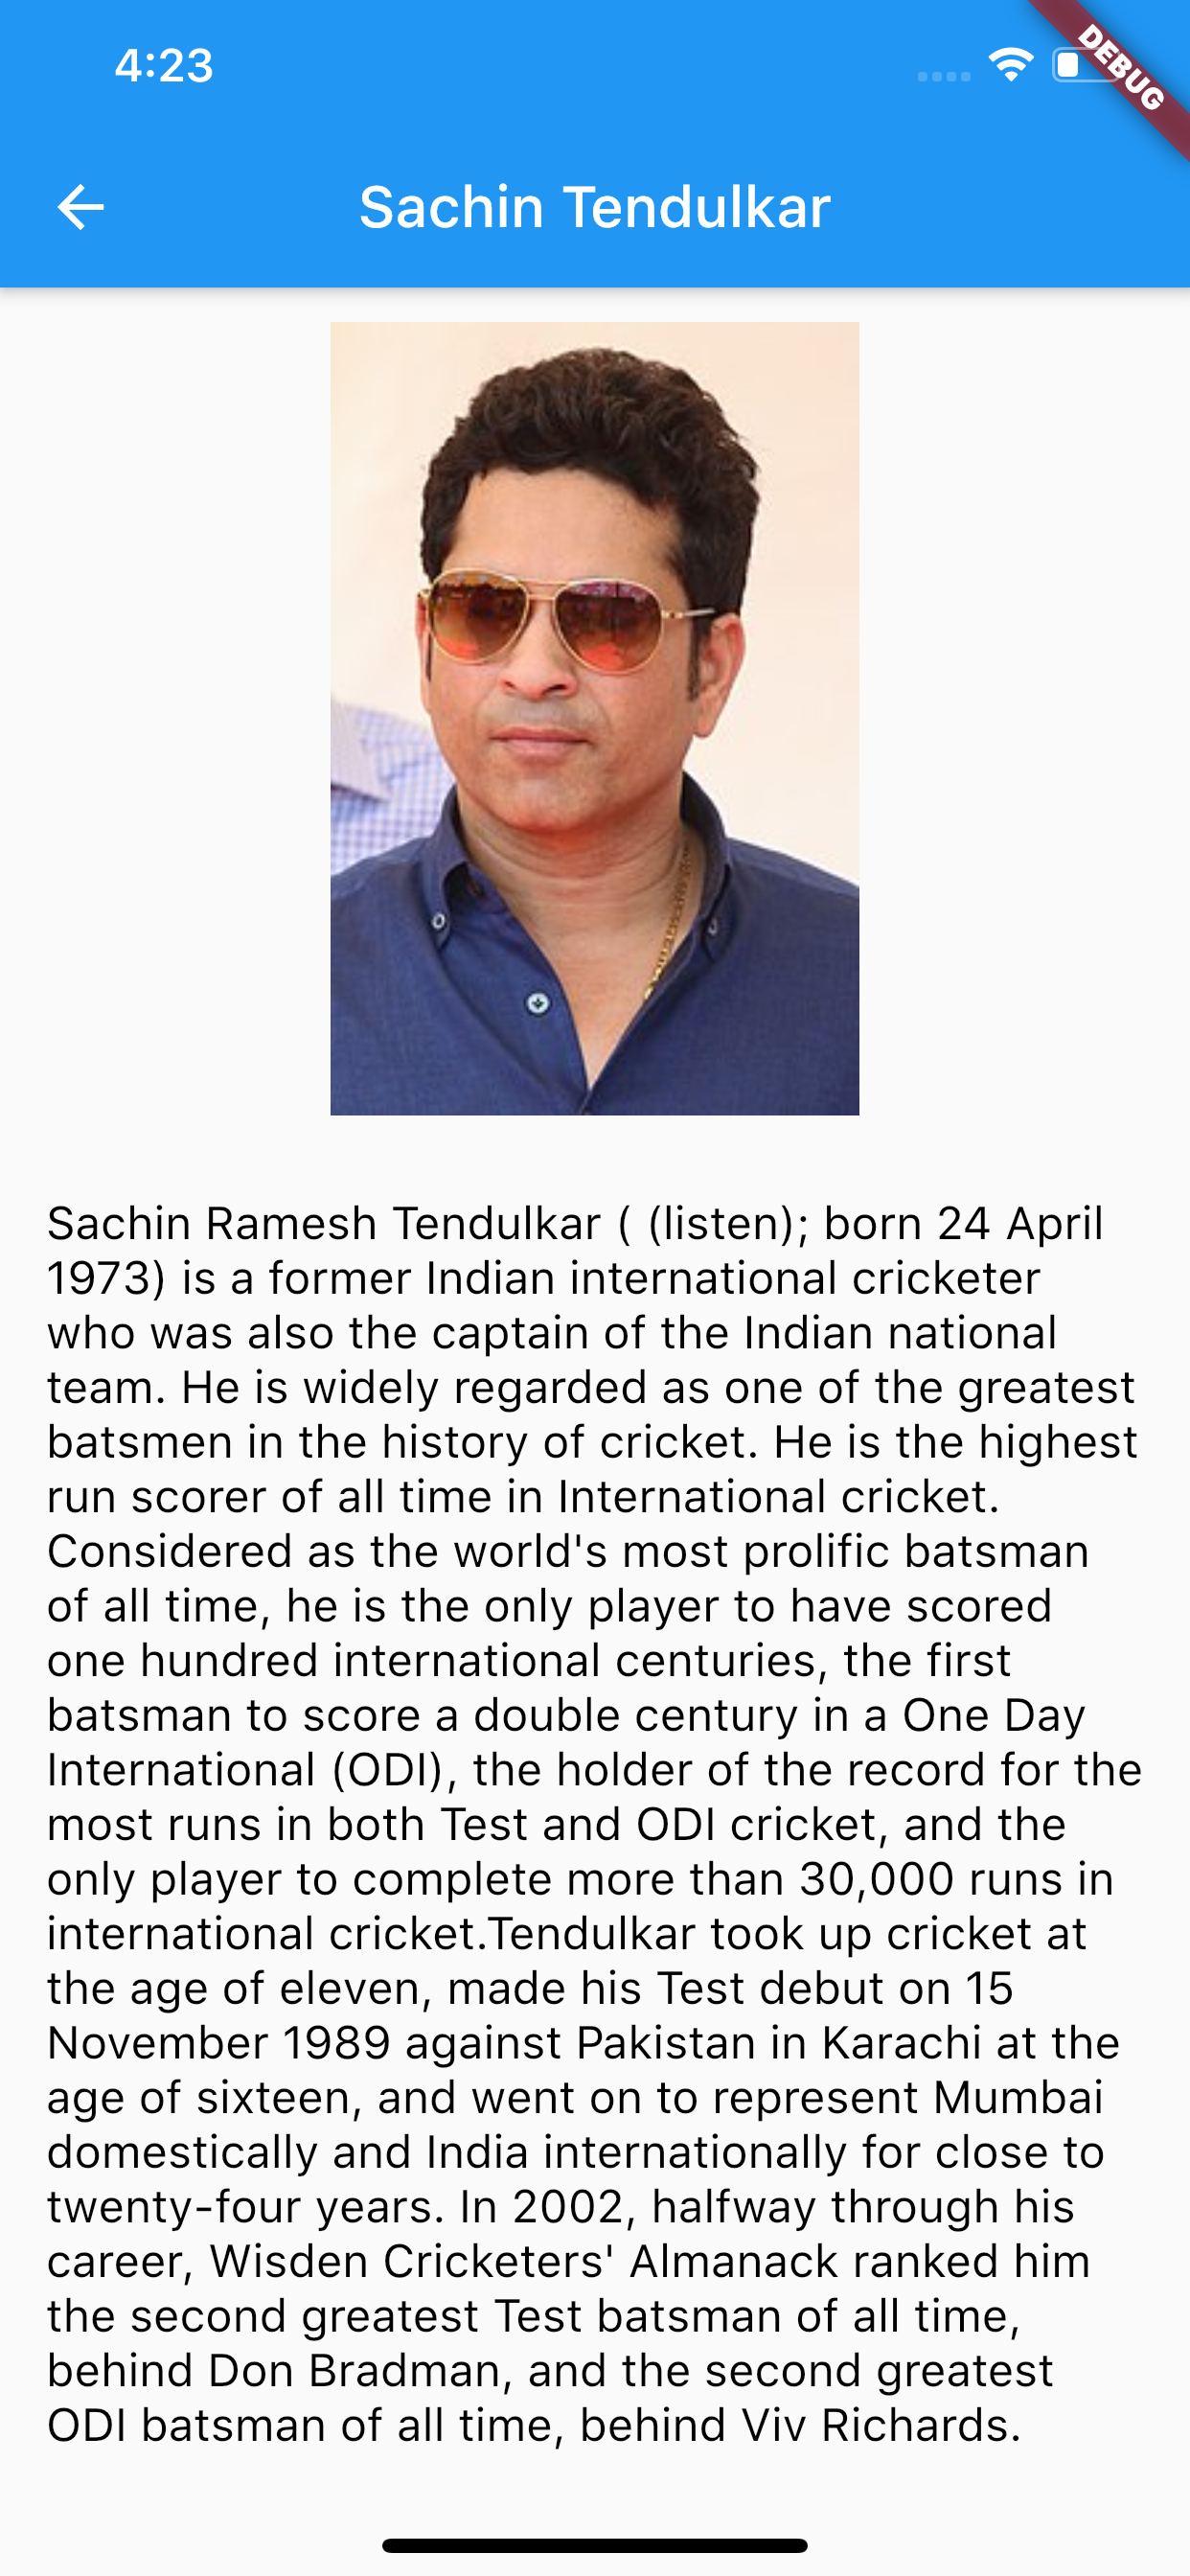 4:23
DEBUG
Sachin Tendulkar
Sachin Ramesh Tendulkar ( (listen); born 24 April
1973) is a former Indian international cricketer
who was also the captain of the Indian national
team. He is widely regarded as one of the greatest
batsmen in the history of cricket. He is the highest
run scorer of all time in International cricket.
Considered as the world's most prolific batsman
of all time, he is the only player to have scored
one hundred international centuries, the first
batsman to score a double century in a One Day
International (ODI), the holder of the record for the
most runs in both Test and ODI cricket, and the
only player to complete more than 30,000 runs in
international cricket.Tendulkar took up cricket at
the age of eleven, made his Test debut on 15
November 1989 against Pakistan in Karachi at the
age of sixteen, and went on to represent Mumbai
domestically and India internationally for close to
twenty-four years. In 2002, halfway through his
career, Wisden Cricketers' Almanack ranked him
the second greatest Test batsman of all time,
behind Don Bradman, and the second greatest
ODI batsman of all time, behind Viv Richards.